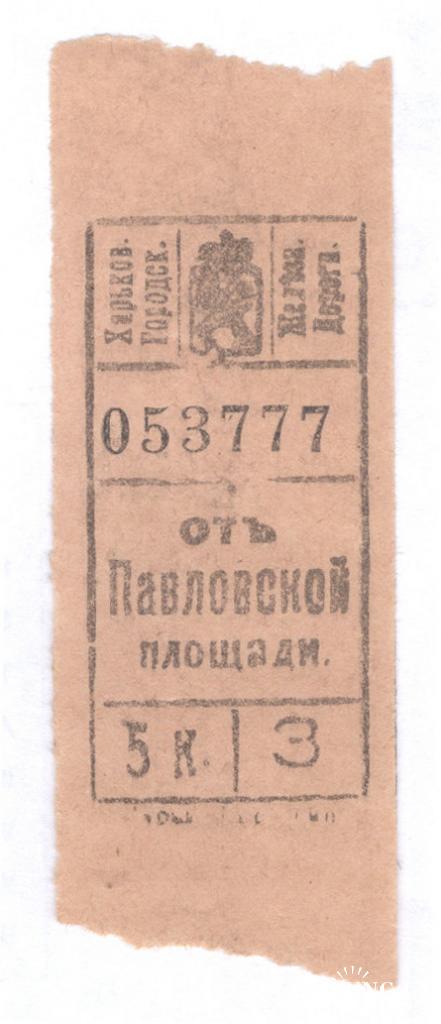 Харьков.
Городск.
Желѣзн.
Дорога.
053777
отъ
Павловской
площади.
5 к.
3